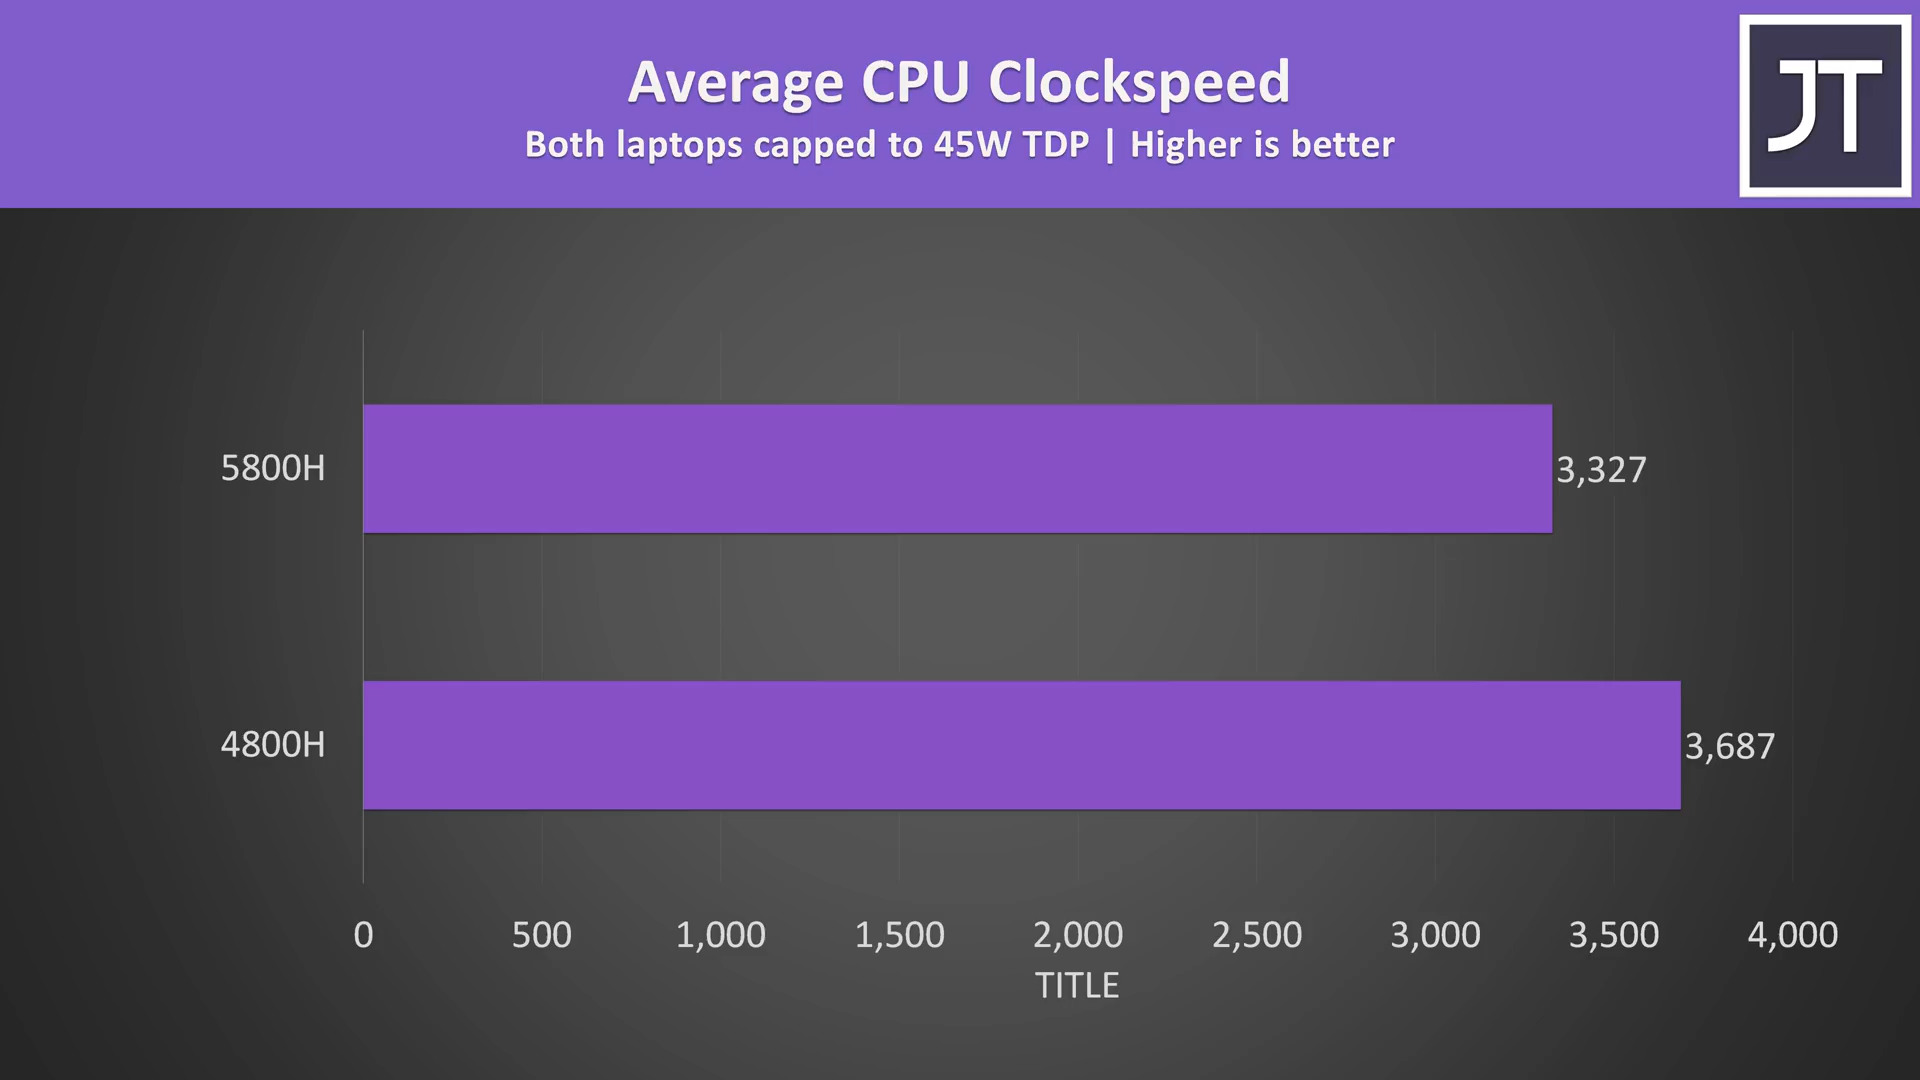 Average CPU Clockspeed
Both laptops capped to 45W TDP | Higher is better
JT
5800H
3,327
4800H
3,687
0 500 1,000 1,500 2,000 2,500 3,000 3,500 4,000
TITLE